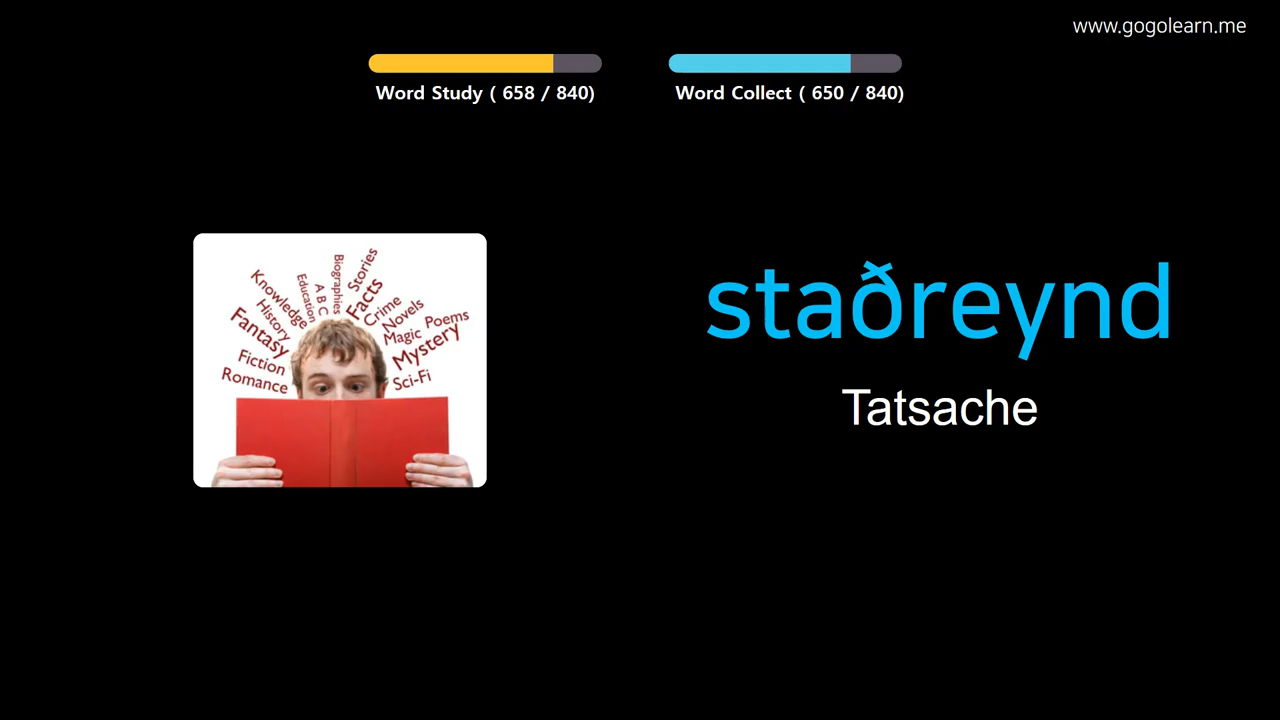 www.gogolearn.me
Word Study ( 658 / 840)
Word Collect ( 650 / 840)
staðreynd
Tatsache
Knowledge
History
Fantasy
Fiction
Romance
Education
A B C
Biographies
Stories
Facts
Crime
Novels
Magic
Poems
Mystery
Sci-Fi